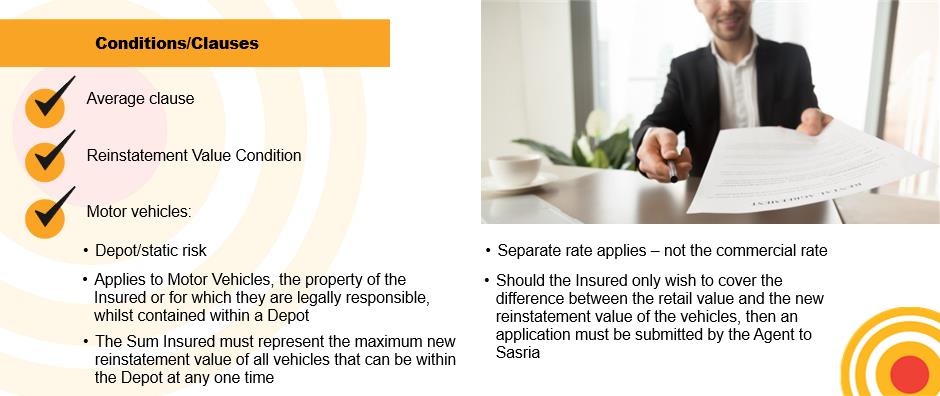 Conditions/Clauses
Average clause
Reinstatement Value Condition
Motor vehicles:
• Depot/static risk
• Applies to Motor Vehicles, the property of the
Insured or for which they are legally responsible,
whilst contained within a Depot
• The Sum Insured must represent the maximum new
reinstatement value of all vehicles that can be within
the Depot at any one time
RENTAL AGREEMENT
• Separate rate applies – not the commercial rate
• Should the Insured only wish to cover the
difference between the retail value and the new
reinstatement value of the vehicles, then an
application must be submitted by the Agent to
Sasria